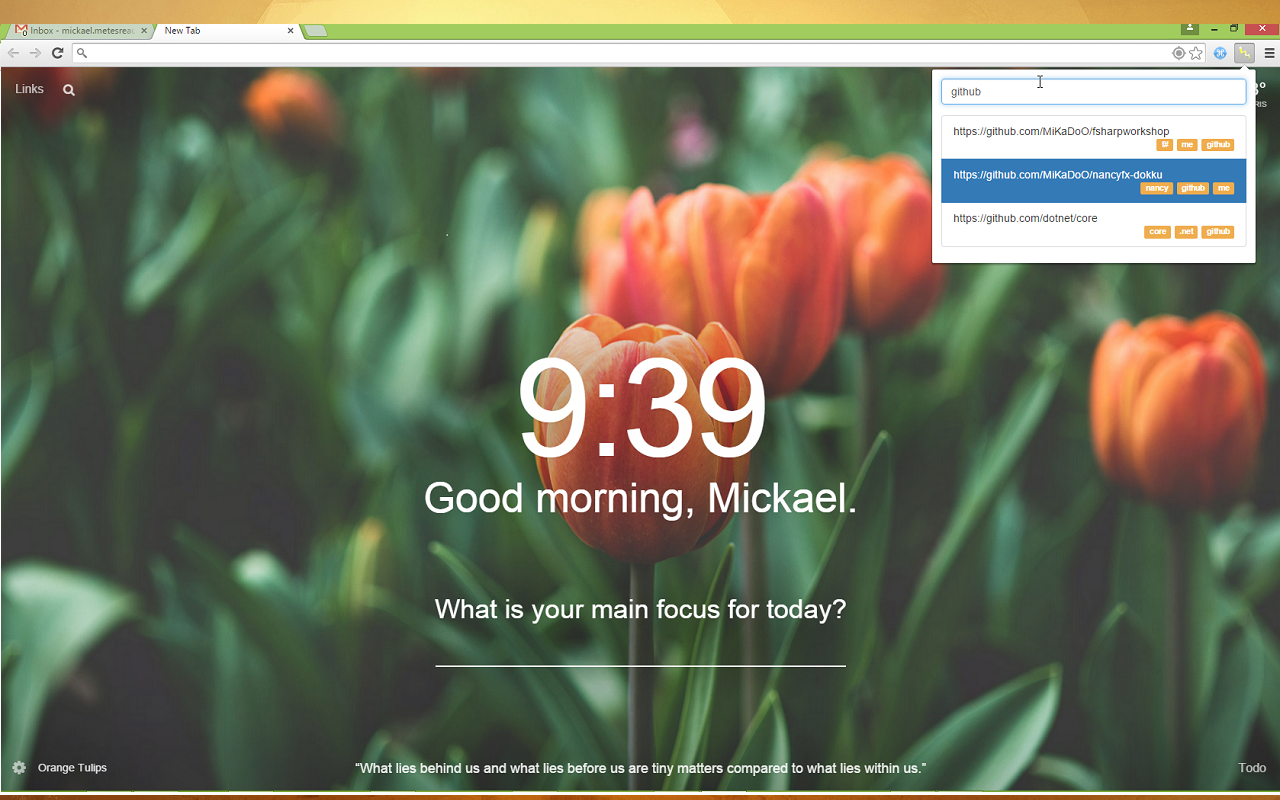 Inbox - mickael.metesreau
New Tab
Links
github
https://github.com/MiKaDoO/fsharpworkshop
f# me github
https://github.com/MiKaDoO/nancyfx-dokku
nancy github me
https://github.com/dotnet/core
core .net github
9:39
Good morning, Mickael.
What is your main focus for today?
Orange Tulips
“What lies behind us and what lies before us are tiny matters compared to what lies within us.”
Todo